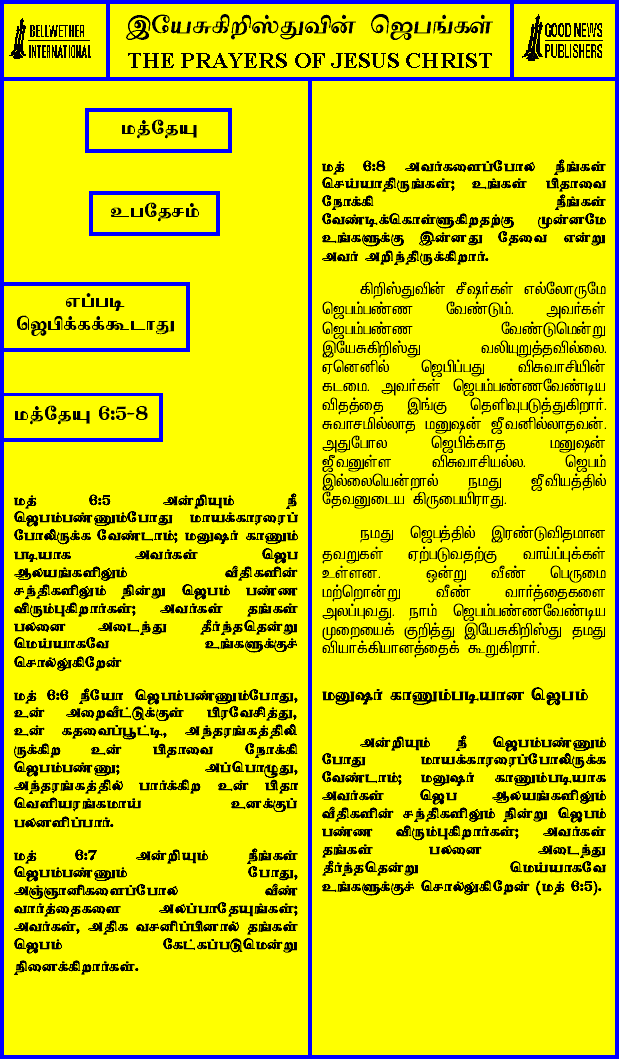 BELLWETHER
INTERNATIONAL
இயேசுகிறிஸ்துவின் ஜெபங்கள்
THE PRAYERS OF JESUS CHRIST
GOOD NEWS
PUBLISHERS
மத்தேயு
உபதேசம்
எப்படி
ஜெபிக்கக்கூடாது
மத்தேயு 6:5-8
மத் 6:5 அன்றியும் நீ
ஜெபம்பண்ணும்போது மாயக்காரரைப்
போலிருக்க வேண்டாம்; மனுஷர் காணும்
படியாக அவர்கள் ஜெப
ஆலயங்களிலும் வீதிகளின்
சந்திகளிலும் நின்று ஜெபம் பண்ண
விரும்புகிறார்கள்; அவர்கள் தங்கள்
பலனை அடைந்து தீர்ந்ததென்று
மெய்யாகவே உங்களுக்குச்
சொல்லுகிறேன்
மத் 6:6 நீயோ ஜெபம்பண்ணும்போது,
உன் அறைவீட்டுக்குள் பிரவேசித்து,
உன் கதவைப்பூட்டி, அந்தரங்கத்திலி
ருக்கிற உன் பிதாவை நோக்கி
ஜெபம்பண்ணு; அப்பொழுது,
அந்தரங்கத்தில் பார்க்கிற உன் பிதா
வெளியரங்கமாய் உனக்குப்
பலனளிப்பார்.
மத் 6:7 அன்றியும் நீங்கள்
ஜெபம்பண்ணும் போது,
அஞ்ஞானிகளைப்போல வீண்
வார்த்தைகளை அலப்பாதேயுங்கள்;
அவர்கள், அதிக வசனிப்பினால் தங்கள்
ஜெபம் கேட்கப்படுமென்று
நினைக்கிறார்கள்.
மத் 6:8 அவர்களைப்போல நீங்கள்
செய்யாதிருங்கள்; உங்கள் பிதாவை
நோக்கி நீங்கள்
வேண்டிக்கொள்ளுகிறதற்கு முன்னமே
உங்களுக்கு இன்னது தேவை என்று
அவர் அறிந்திருக்கிறார்.
கிறிஸ்துவின் சீஷர்கள் எல்லோருமே
ஜெபம்பண்ண வேண்டும். அவர்கள்
ஜெபம்பண்ண வேண்டுமென்று
இயேசுகிறிஸ்து வலியுறுத்தவில்லை.
ஏனெனில் ஜெபிப்பது விசுவாசியின்
கடமை. அவர்கள் ஜெபம்பண்ணவேண்டிய
விதத்தை இங்கு தெளிவுபடுத்துகிறார்.
சுவாசமில்லாத மனுஷன் ஜீவனில்லாதவன்.
அதுபோல ஜெபிக்காத மனுஷன்
ஜீவனுள்ள விசுவாசியல்ல. ஜெபம்
இல்லையென்றால் நமது ஜீவியத்தில்
தேவனுடைய கிருபையிராது.
நமது ஜெபத்தில் இரண்டுவிதமான
தவறுகள் ஏற்படுவதற்கு வாய்ப்புக்கள்
உள்ளன. ஒன்று வீண் பெருமை
மற்றொன்று வீண் வார்த்தைகளை
அலப்புவது. நாம் ஜெபம்பண்ணவேண்டிய
முறையைக் குறித்து இயேசுகிறிஸ்து தமது
வியாக்கியானத்தைக் கூறுகிறார்.
மனுஷர் காணும்படியான ஜெபம்
அன்றியும் நீ ஜெபம்பண்ணும்
போது மாயக்காரரைப்போலிருக்க
வேண்டாம்; மனுஷர் காணும்படியாக
அவர்கள் ஜெப ஆலயங்களிலும்
வீதிகளின் சந்திகளிலும் நின்று ஜெபம்
பண்ண விரும்புகிறார்கள்; அவர்கள்
தங்கள் பலனை அடைந்து
தீர்ந்ததென்று மெய்யாகவே
உங்களுக்குச் சொல்லுகிறேன் (மத் 6:5).